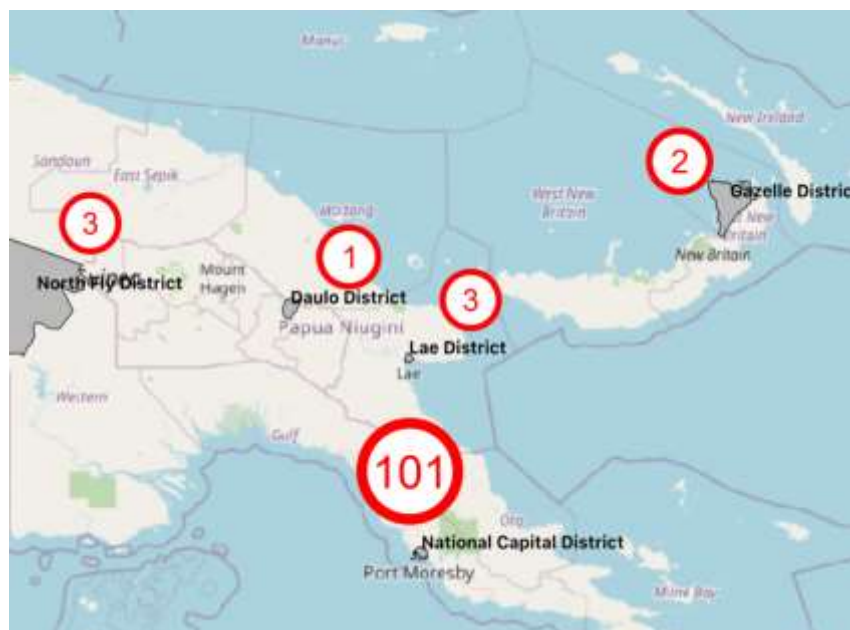 Manus
New Ireland
Sandaun
East Sepik
2
West New
Britain
Gazelle District
Madang
3
New Britain
1
Mount
Hagen
North Fly District
Daulo District
3
Papua Niugini
Lae District
Lae
Western
Gulf
101
Oro
National Capital District
Port Moresby
Milne Bay